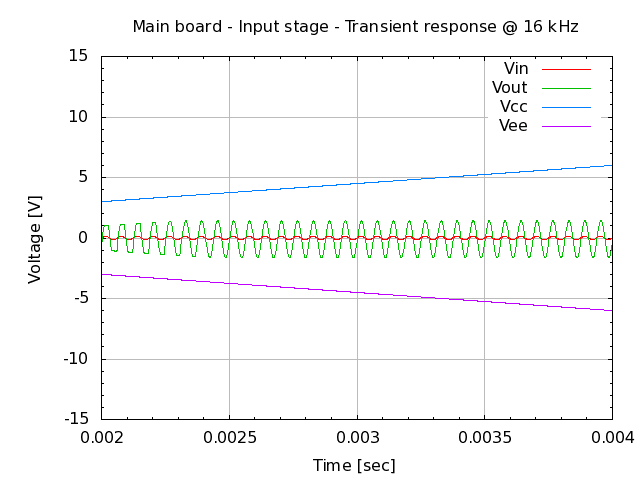 Main board - Input stage - Transient response @ 16 kHz
15
10
5
0
-5
-10
-15
Voltage [V]
Vin
Vout
Vcc
Vee
0.002 0.0025 0.003 0.0035 0.004
Time [sec]